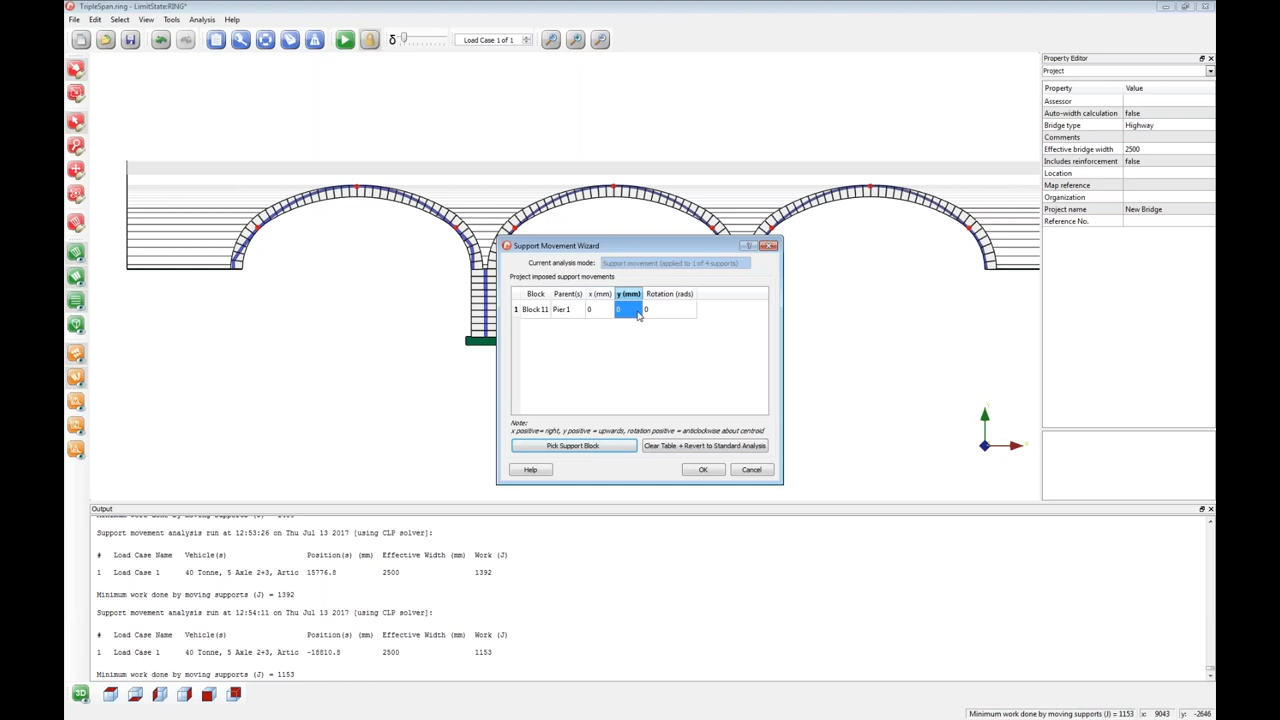 TripleSpan.ring - LimitState:RING*
File Edit Select View Tools Analysis Help
δ Load Case 1 of 1
Property Editor
Project
Property Value
Assessor
Auto-width calculation false
Bridge type Highway
Comments
Effective bridge width 2500
Includes reinforcement false
Location
Map reference
Organization
Project name New Bridge
Reference No.
Support Movement Wizard
Current analysis mode: Support movement (applied to 1 of 4 supports)
Project imposed support movements
Block Parent(s) x (mm) y (mm) Rotation (rads)
1 Block 11 Pier 1 0 0 0
Note:
x positive= right, y positive = upwards, rotation positive = anticlockwise about centroid
Pick Support Block Clear Table + Revert to Standard Analysis
Help OK Cancel
Output
Support movement analysis run at 12:53:26 on Thu Jul 13 2017 [using CLP solver]:
# Load Case Name Vehicle(s) Position(s) (mm) Effective Width (mm) Work (J)
1 Load Case 1 40 Tonne, 5 Axle 2+3, Artic 15776.8 2500 1392
Minimum work done by moving supports (J) = 1392
Support movement analysis run at 12:54:11 on Thu Jul 13 2017 [using CLP solver]:
# Load Case Name Vehicle(s) Position(s) (mm) Effective Width (mm) Work (J)
1 Load Case 1 40 Tonne, 5 Axle 2+3, Artic -18810.8 2500 1153
Minimum work done by moving supports (J) = 1153
3D
Minimum work done by moving supports (J) = 1153 x: 9043 y: -2646